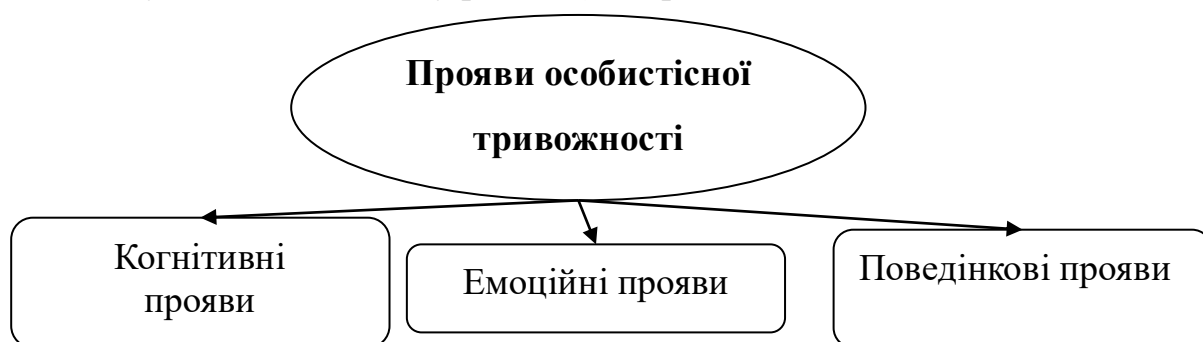 Прояви особистісної
тривожності
Когнітивні
прояви
Емоційні прояви
Поведінкові прояви